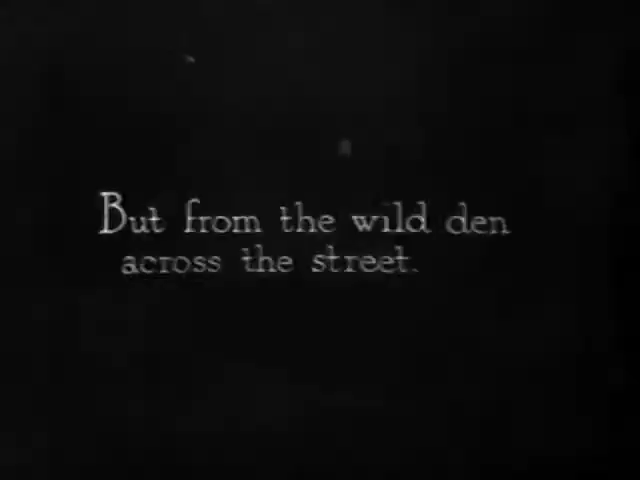 But from the wild den
across the street.